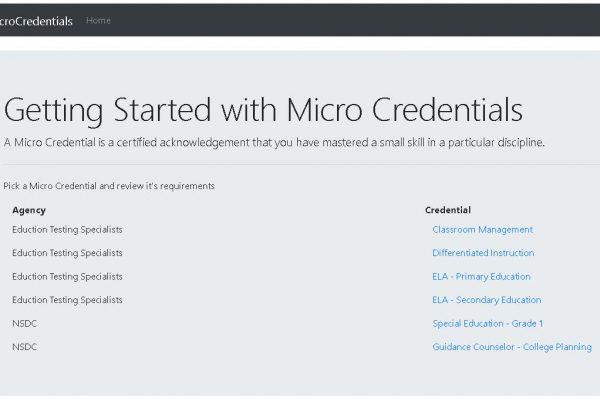 croCredentials Home
Getting Started with Micro Credentials
A Micro Credential is a certified acknowledgement that you have mastered a small skill in a particular discipline.
Pick a Micro Credential and review it's requirements
Agency Credential
Eduction Testing Specialists Classroom Management
Eduction Testing Specialists Differentiated Instruction
Eduction Testing Specialists ELA - Primary Education
Eduction Testing Specialists ELA - Secondary Education
NSDC Special Education - Grade 1
NSDC Guidance Counselor - College Planning